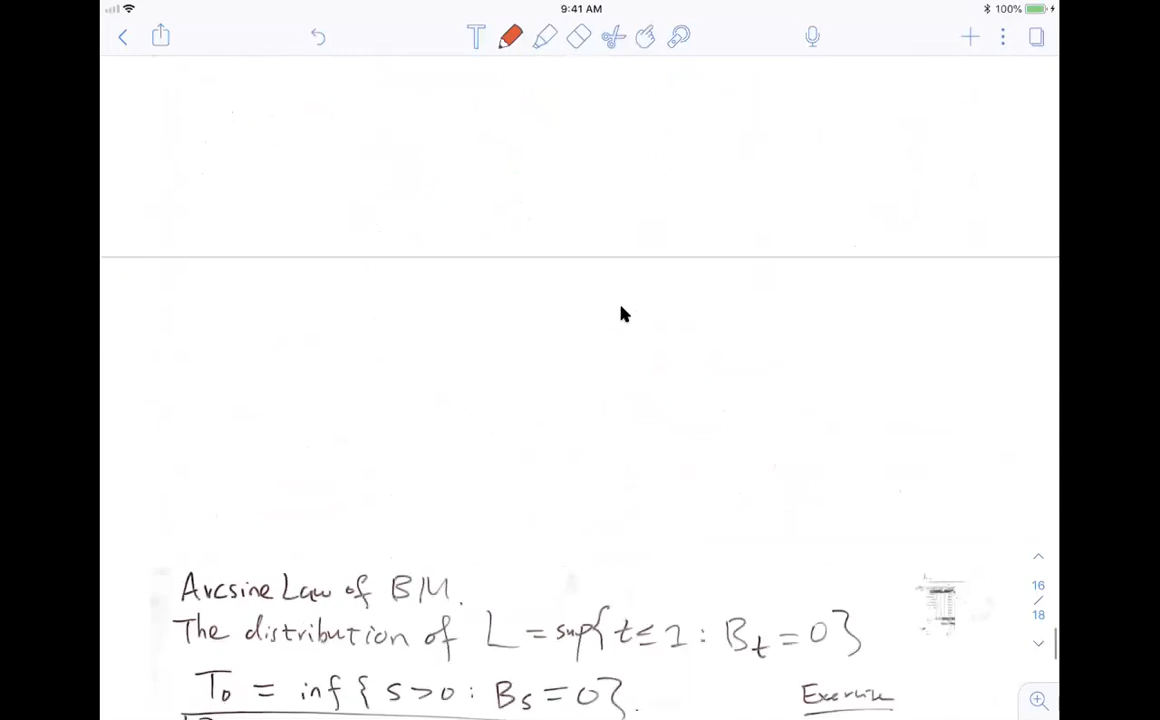 9:41 AM
100%
T
16
/
18
Arcsine Law of BM.
The distribution of L = sup{t ≤ 1 : B_t = 0}
T_0 = inf{s > 0 : B_s = 0}.
Exercise